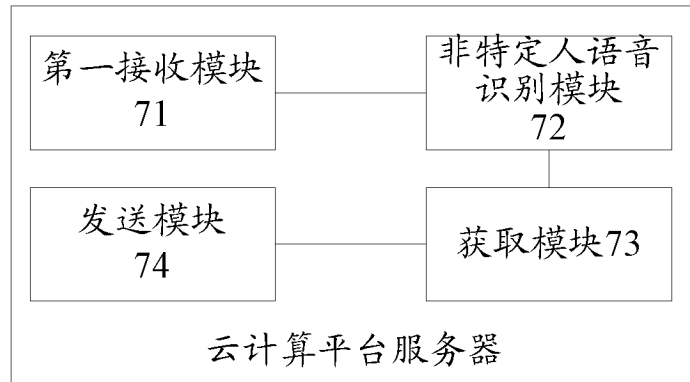 第一接收模块
71
非特定人语音
识别模块
72
发送模块
74
获取模块73
云计算平台服务器